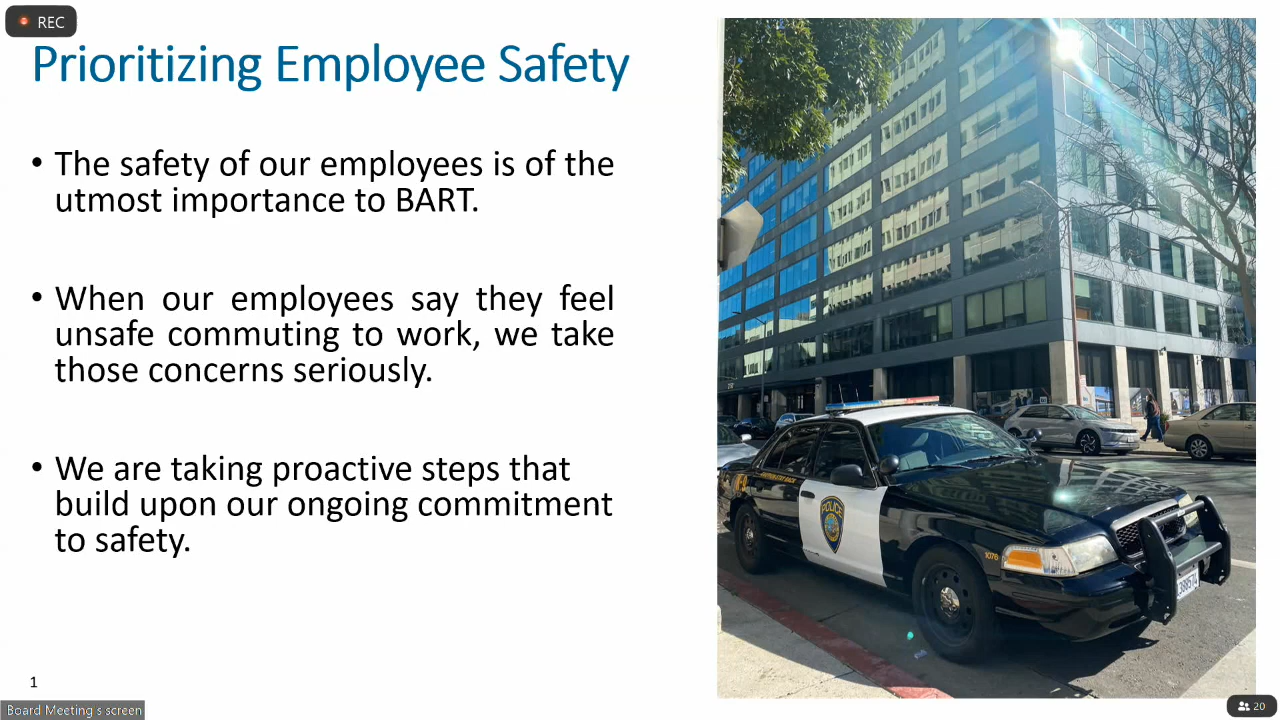 REC
Prioritizing Employee Safety
• The safety of our employees is of the
utmost importance to BART.
• When our employees say they feel
unsafe commuting to work, we take
those concerns seriously.
• We are taking proactive steps that
build upon our ongoing commitment
to safety.
POLICE
1076
1
Board Meeting's screen
20